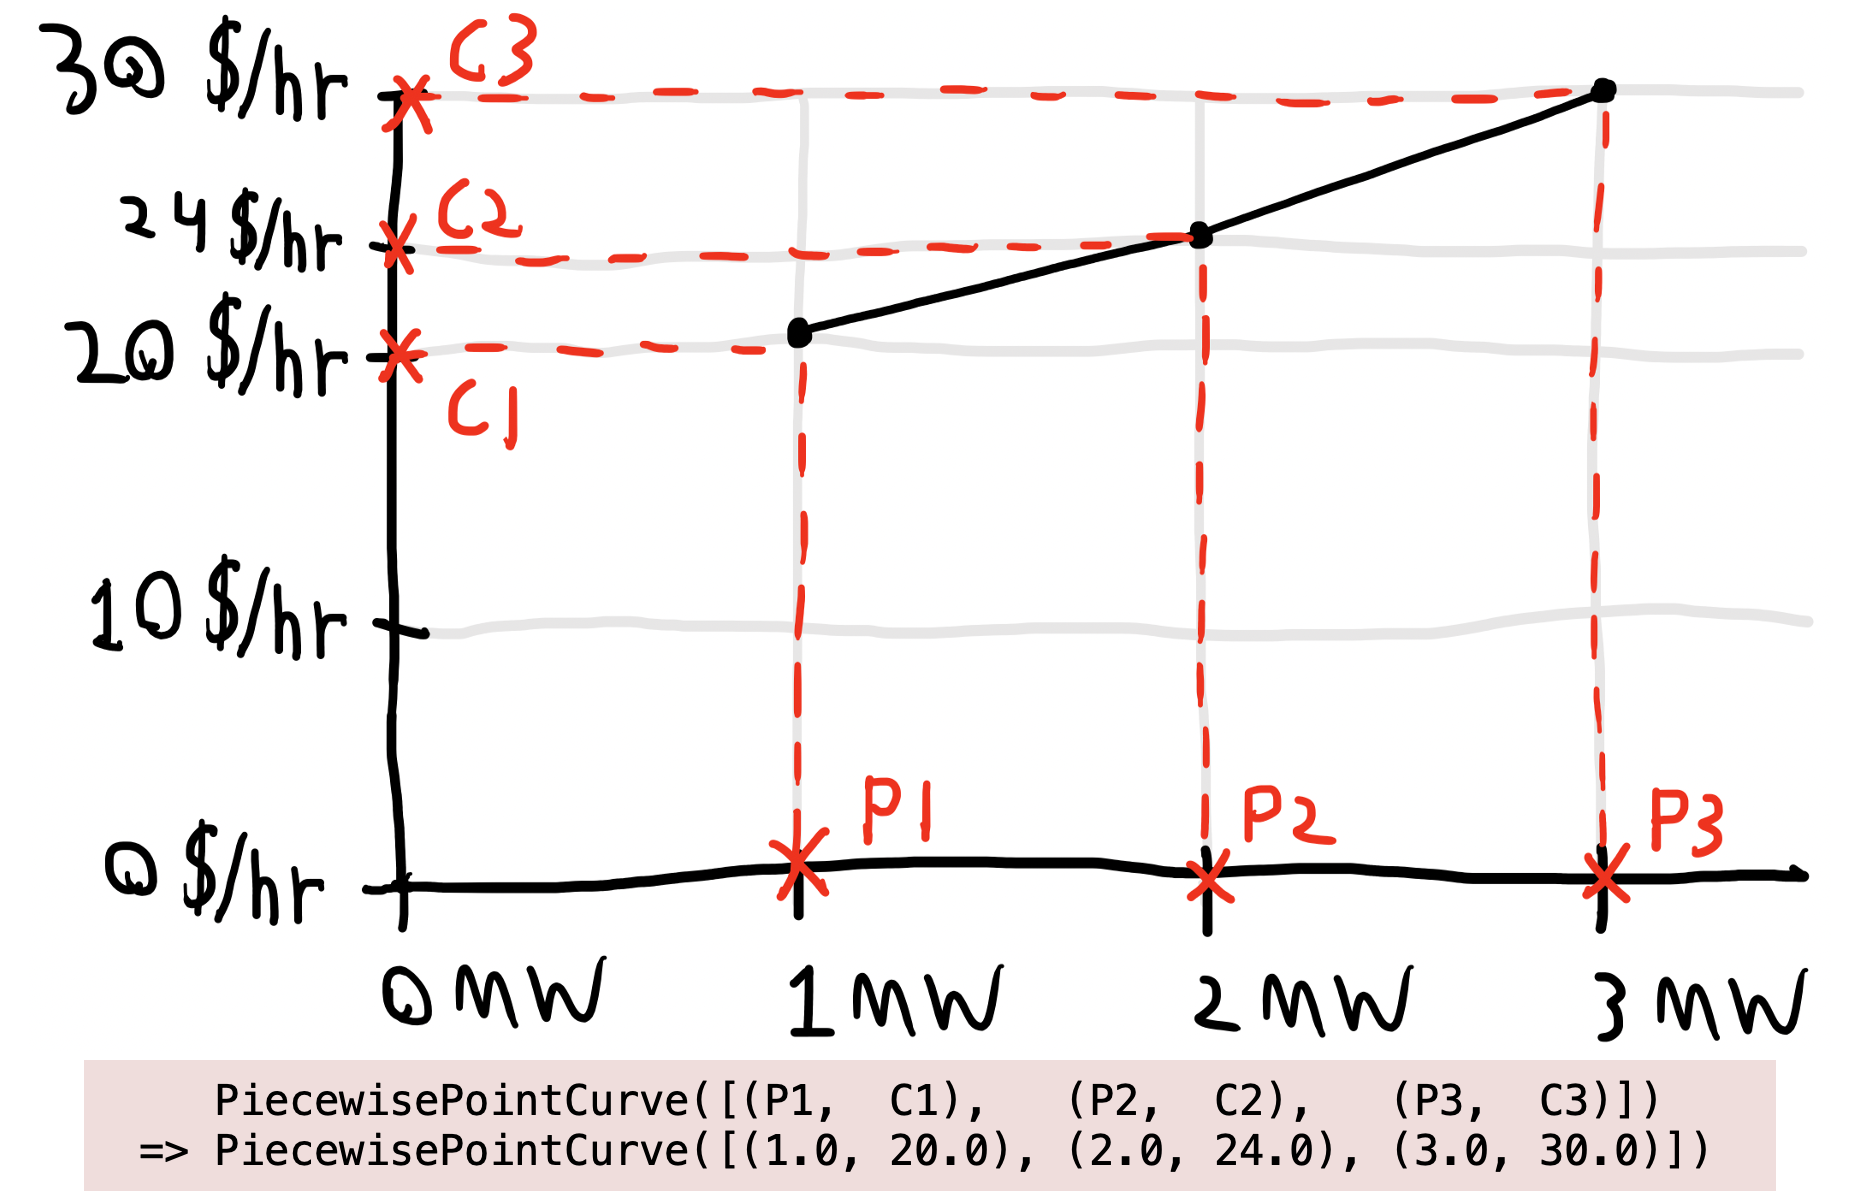 30 $/hr
C3
24 $/hr
C2
20 $/hr
C1
10 $/hr
P1
P2
P3
0 $/hr
0 MW
1 MW
2 MW
3 MW
PiecewisePointCurve([(P1, C1), (P2, C2), (P3, C3)])
=> PiecewisePointCurve([(1.0, 20.0), (2.0, 24.0), (3.0, 30.0)])